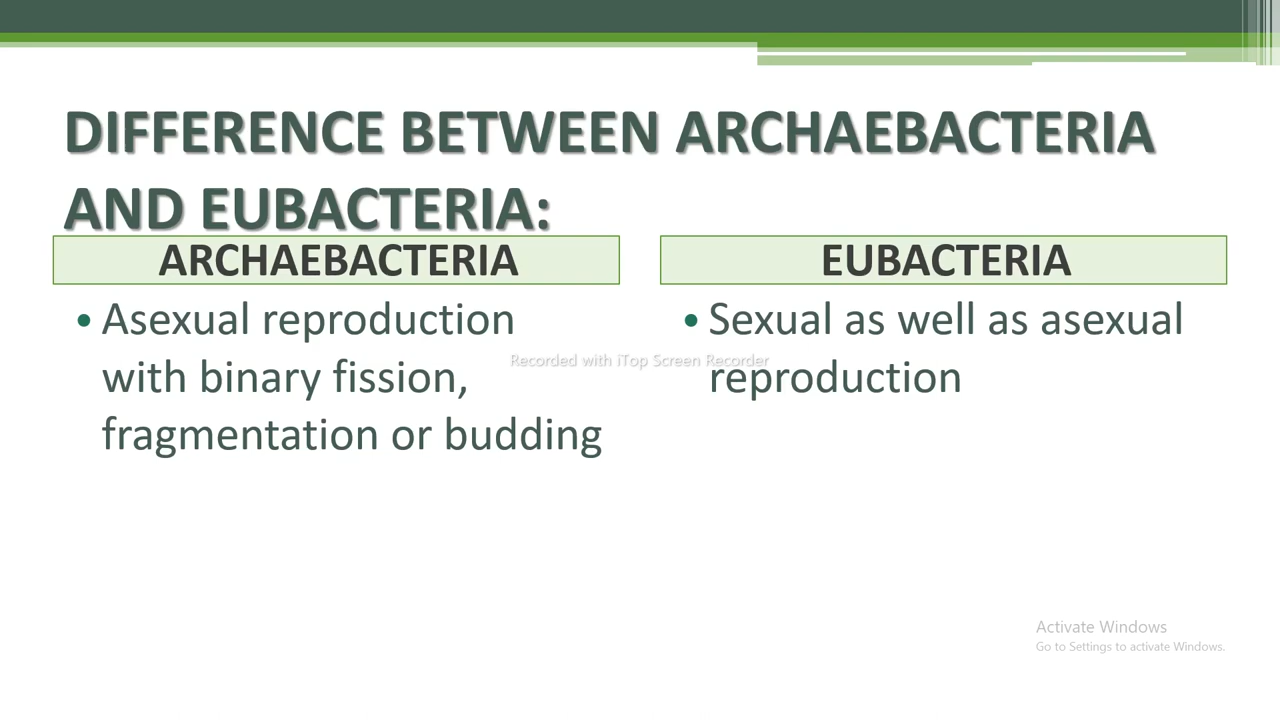 DIFFERENCE BETWEEN ARCHAEBACTERIA
AND EUBACTERIA:
ARCHAEBACTERIA
• Asexual reproduction
with binary fission,
fragmentation or budding
EUBACTERIA
• Sexual as well as asexual
reproduction
Recorded with iTop Screen Recorder
Activate Windows
Go to Settings to activate Windows.